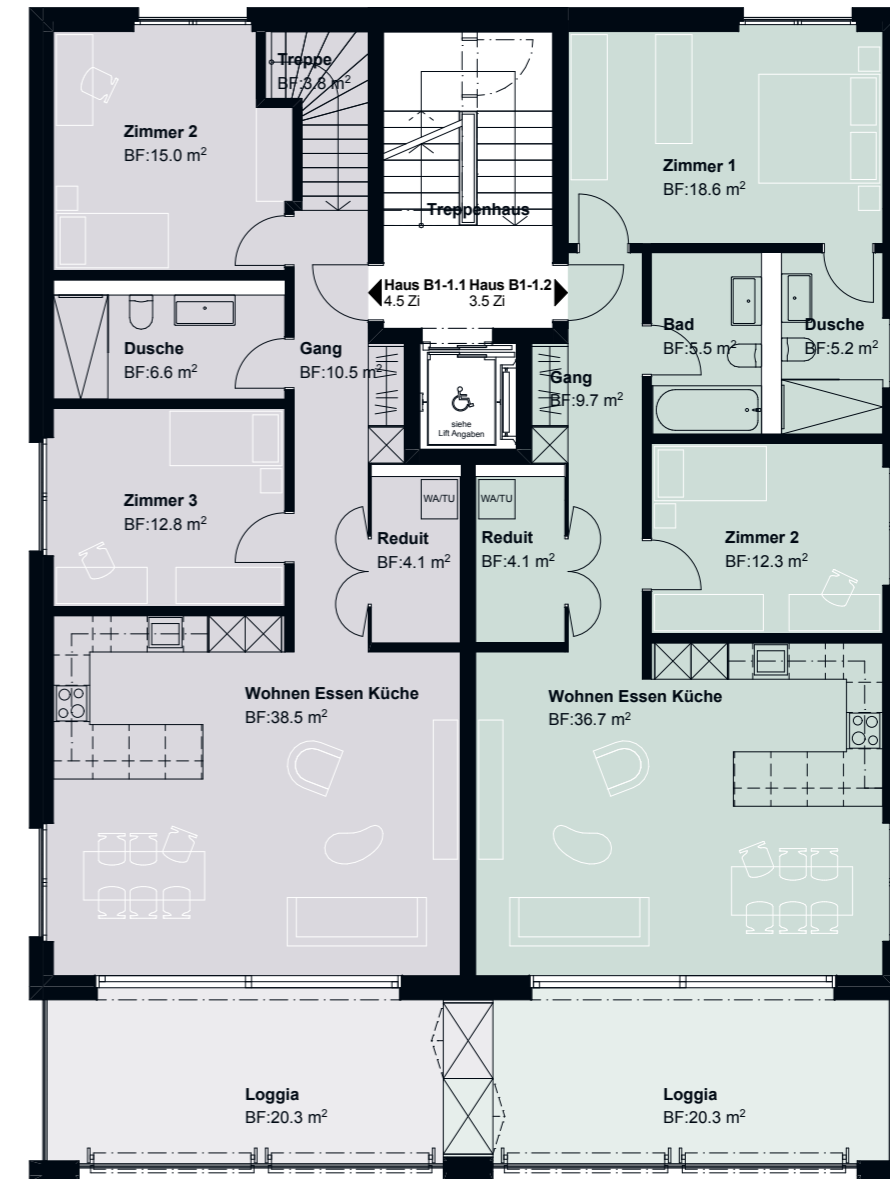 Treppe
BF:3.8 m²
Zimmer 2
BF:15.0 m²
Zimmer 1
BF:18.6 m²
Treppenhaus
Haus B1-1.1
4.5 Zi
Haus B1-1.2
3.5 Zi
Dusche
BF:6.6 m²
Gang
BF:10.5 m²
Bad
BF:5.5 m²
Dusche
BF:5.2 m²
Gang
BF:9.7 m²
siehe
Lift Angaben
Zimmer 3
BF:12.8 m²
WA/TU
WA/TU
Reduit
BF:4.1 m²
Reduit
BF:4.1 m²
Zimmer 2
BF:12.3 m²
Wohnen Essen Küche
BF:38.5 m²
Wohnen Essen Küche
BF:36.7 m²
Loggia
BF:20.3 m²
Loggia
BF:20.3 m²